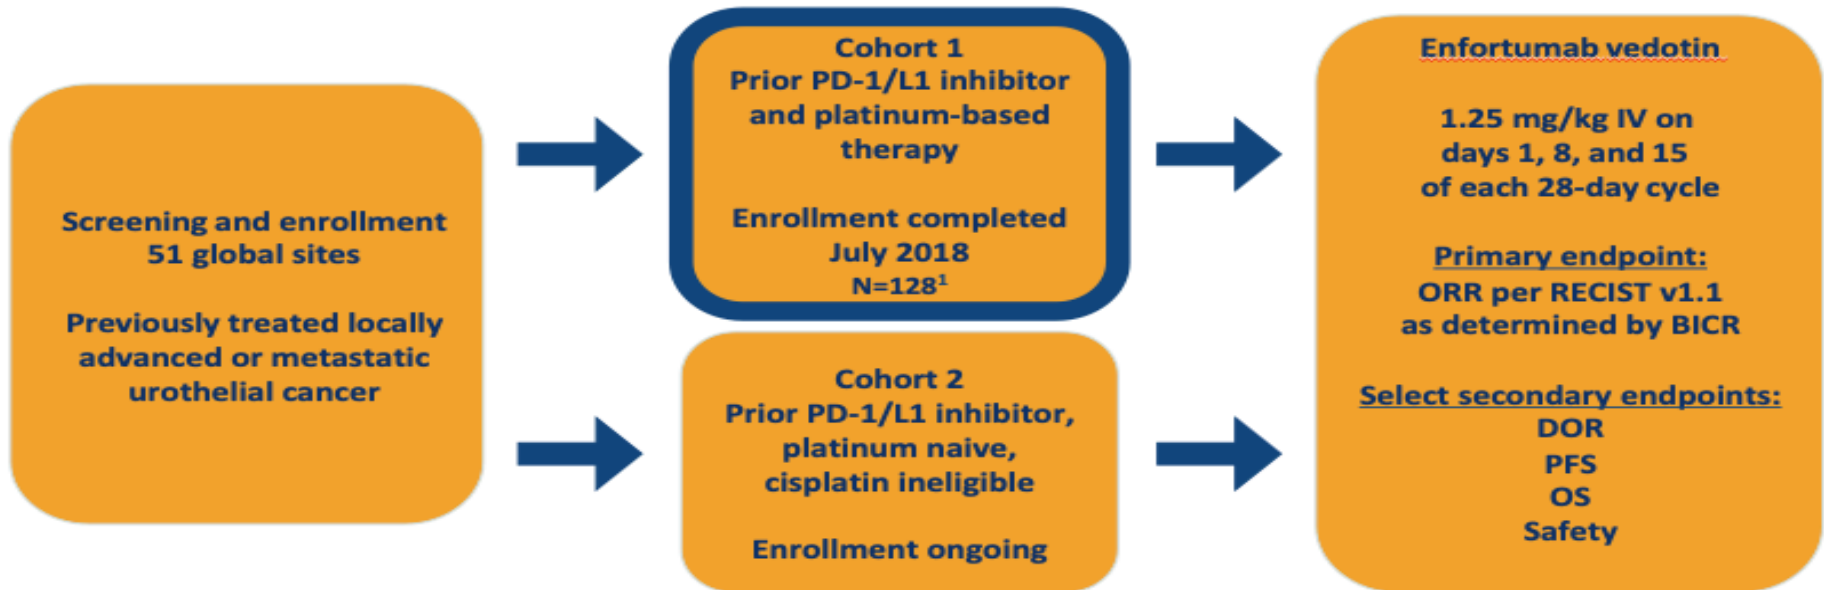 Screening and enrollment
51 global sites
Previously treated locally
advanced or metastatic
urothelial cancer
Cohort 1
Prior PD-1/L1 inhibitor
and platinum-based
therapy
Enrollment completed
July 2018
N=128¹
Cohort 2
Prior PD-1/L1 inhibitor,
platinum naive,
cisplatin ineligible
Enrollment ongoing
Enfortumab vedotin
1.25 mg/kg IV on
days 1, 8, and 15
of each 28-day cycle
Primary endpoint:
ORR per RECIST v1.1
as determined by BICR
Select secondary endpoints:
DOR
PFS
OS
Safety